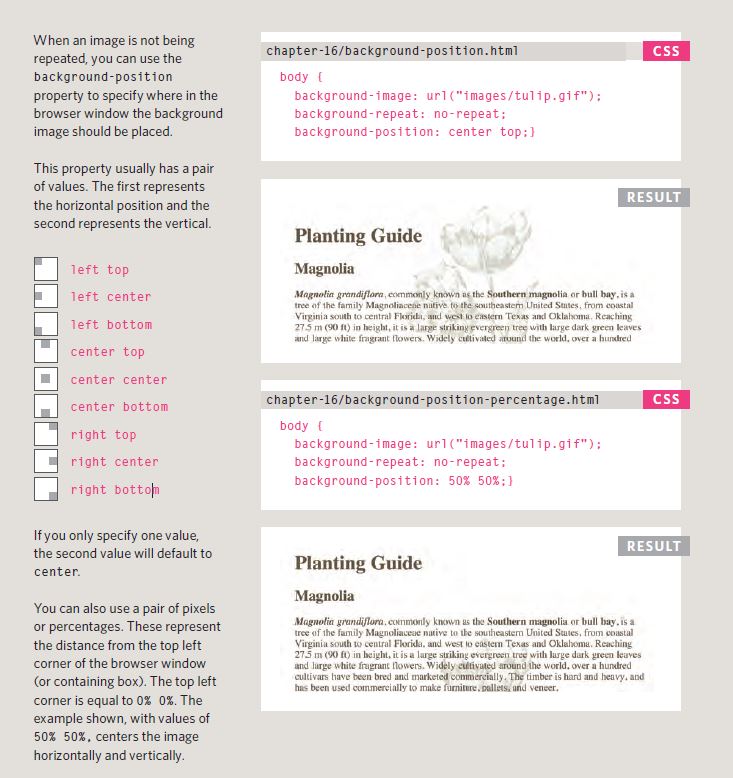 When an image is not being
repeated, you can use the
background-position
property to specify where in the
browser window the background
image should be placed.
This property usually has a pair
of values. The first represents
the horizontal position and the
second represents the vertical.
left top
left center
left bottom
center top
center center
center bottom
right top
right center
right bottom
If you only specify one value,
the second value will default to
center.
You can also use a pair of pixels
or percentages. These represent
the distance from the top left
corner of the browser window
(or containing box). The top left
corner is equal to 0% 0%. The
example shown, with values of
50% 50%, centers the image
horizontally and vertically.
chapter-16/background-position.html CSS
body {
background-image: url("images/tulip.gif");
background-repeat: no-repeat;
background-position: center top;}
RESULT
Planting Guide
Magnolia
Magnolia grandiflora, commonly known as the Southern magnolia or bull bay, is a
tree of the family Magnoliaceae native to the southeastern United States, from coastal
Virginia south to central Florida, and west to eastern Texas and Oklahoma. Reaching
27.5 m (90 ft) in height, it is a large striking evergreen tree with large dark green leaves
and large white fragrant flowers. Widely cultivated around the world, over a hundred
chapter-16/background-position-percentage.html CSS
body {
background-image: url("images/tulip.gif");
background-repeat: no-repeat;
background-position: 50% 50%;}
RESULT
Planting Guide
Magnolia
Magnolia grandiflora, commonly known as the Southern magnolia or bull bay, is a
tree of the family Magnoliaceae native to the southeastern United States, from coastal
Virginia south to central Florida, and west to eastern Texas and Oklahoma. Reaching
27.5 m (90 ft) in height, it is a large striking evergreen tree with large dark green leaves
and large white fragrant flowers. Widely cultivated around the world, over a hundred
cultivars have been bred and marketed commercially. The timber is hard and heavy, and
has been used commercially to make furniture, pallets, and veneer.